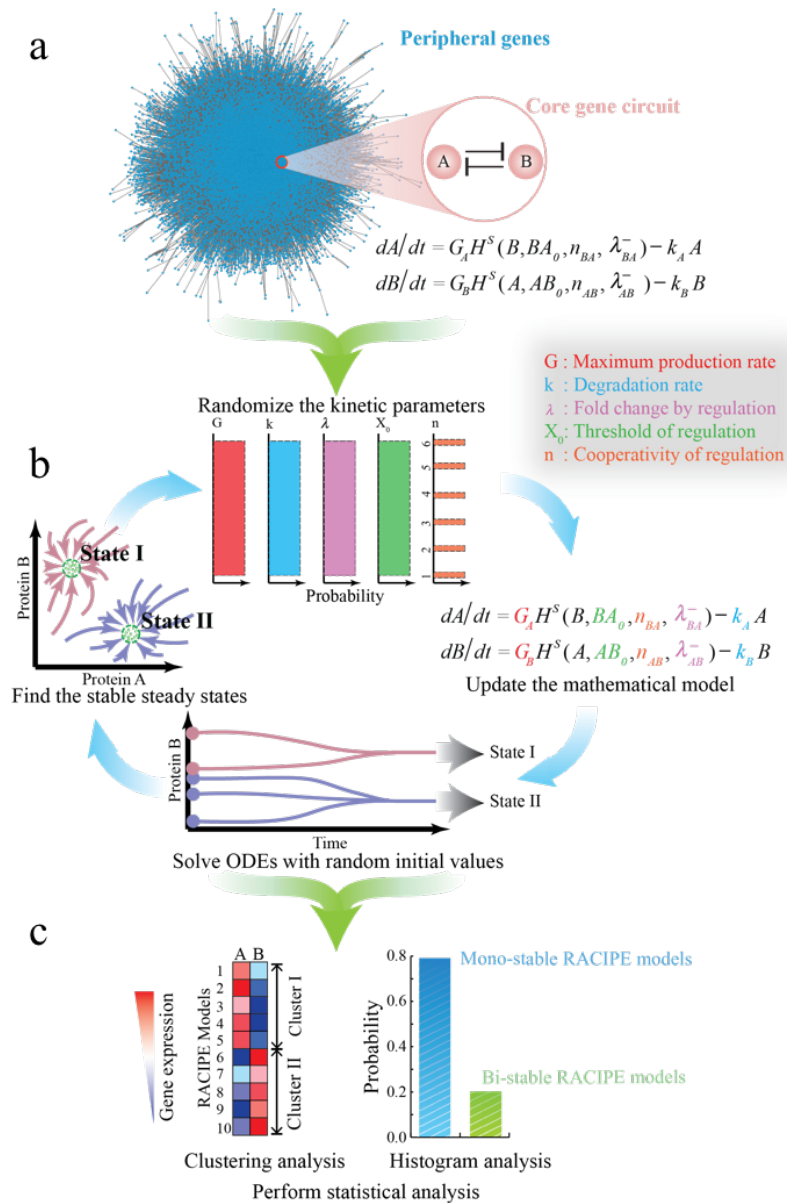 a
Peripheral genes
Core gene circuit
A
B
dA/dt = G_A H^S (B, BA_0, n_BA, λ_BA^-) − k_A A
dB/dt = G_B H^S (A, AB_0, n_AB, λ_AB^-) − k_B B
G : Maximum production rate
k : Degradation rate
λ : Fold change by regulation
X_0 : Threshold of regulation
n : Cooperativity of regulation
Randomize the kinetic parameters
G k λ X_0 n
6
5
4
3
2
1
Probability
b
Protein B
State I
State II
Protein A
Find the stable steady states
dA/dt = G_A H^S (B, BA_0, n_BA, λ_BA^-) − k_A A
dB/dt = G_B H^S (A, AB_0, n_AB, λ_AB^-) − k_B B
Update the mathematical model
Protein B
State I
State II
Time
Solve ODEs with random initial values
c
Gene expression
RACIPE Models
A B
1
2
3
4
5
6
7
8
9
10
Cluster I
Cluster II
Clustering analysis
Probability
0.8
0.6
0.4
0.2
0.0
Mono-stable RACIPE models
Bi-stable RACIPE models
Histogram analysis
Perform statistical analysis